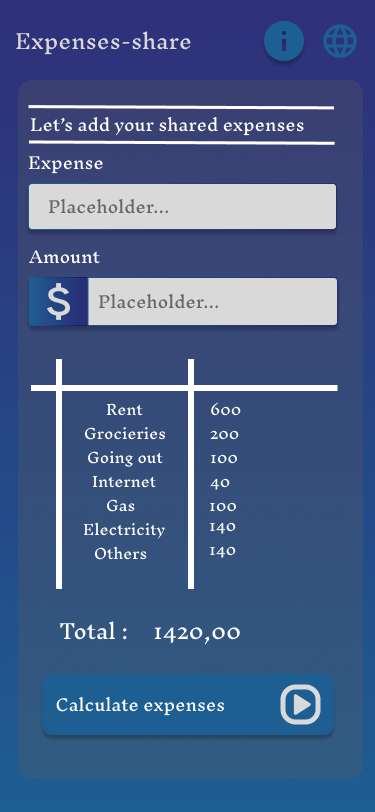 Expenses-share
Let's add your shared expenses
Expense
Placeholder...
Amount
$ Placeholder...
Rent 600
Grocieries 200
Going out 100
Internet 40
Gas 100
Electricity 140
Others 140
Total : 1420,00
Calculate expenses